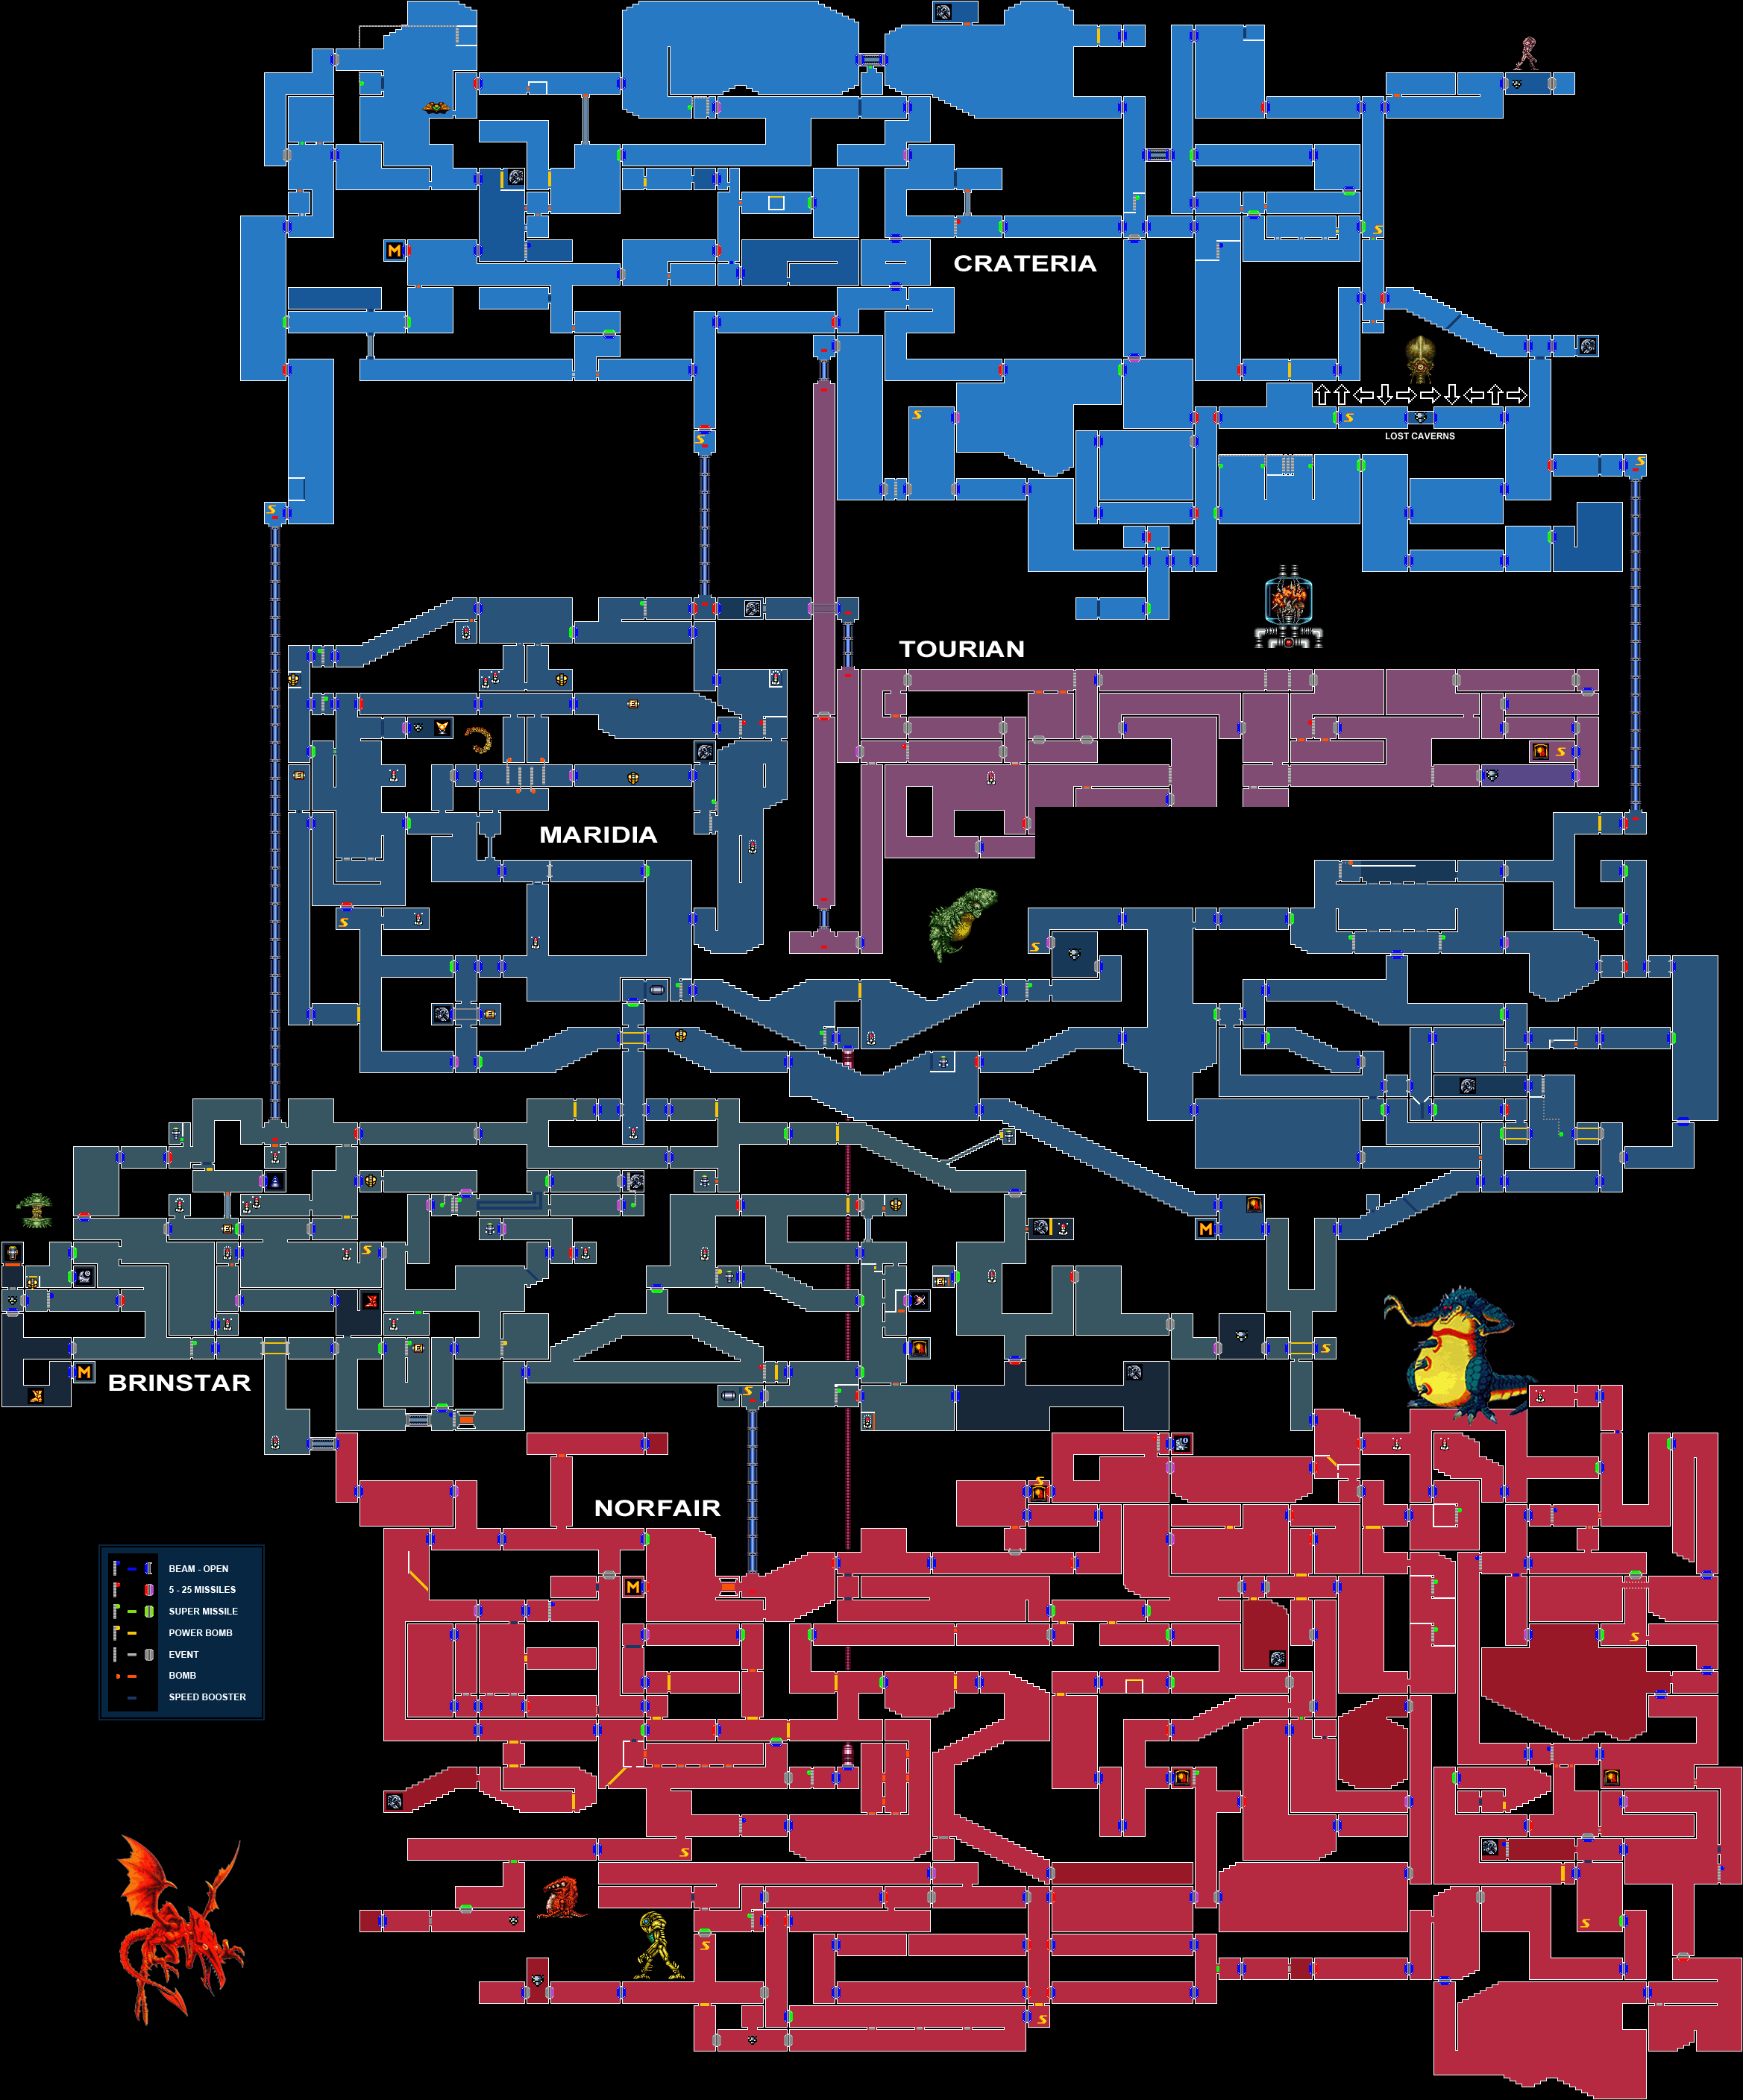 CRATERIA
LOST CAVERNS
TOURIAN
MARIDIA
BRINSTAR
NORFAIR
BEAM - OPEN
5 - 25 MISSILES
SUPER MISSILE
POWER BOMB
EVENT
BOMB
SPEED BOOSTER